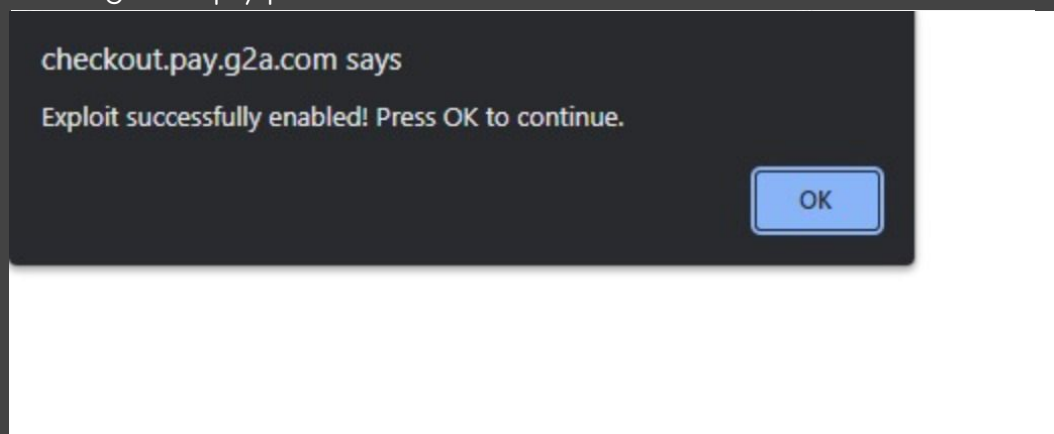 checkout.pay.g2a.com says
Exploit successfully enabled! Press OK to continue.
OK